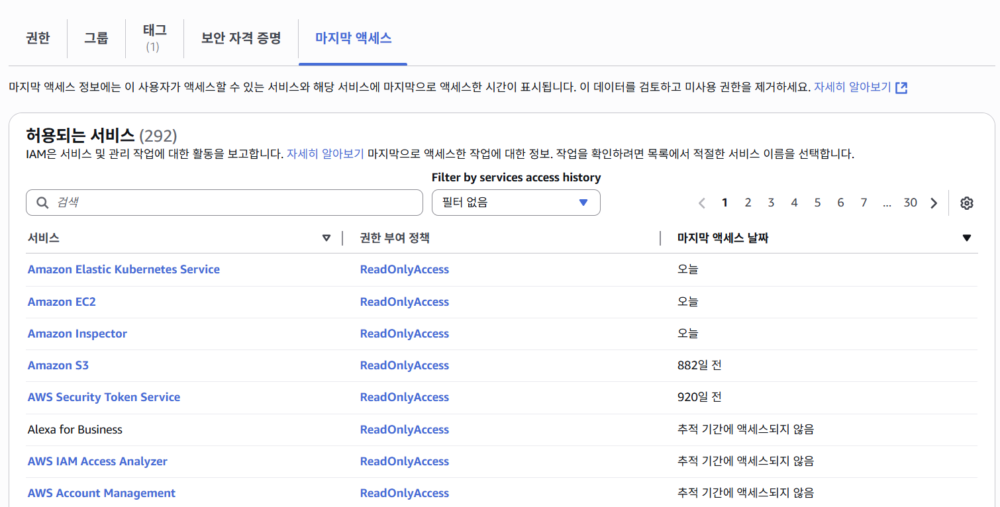 권한
그룹
태그
(1)
보안 자격 증명
마지막 액세스
마지막 액세스 정보에는 이 사용자가 액세스할 수 있는 서비스와 해당 서비스에 마지막으로 액세스한 시간이 표시됩니다. 이 데이터를 검토하고 미사용 권한을 제거하세요. 자세히 알아보기
허용되는 서비스 (292)
IAM은 서비스 및 관리 작업에 대한 활동을 보고합니다. 자세히 알아보기 마지막으로 액세스한 작업에 대한 정보. 작업을 확인하려면 목록에서 적절한 서비스 이름을 선택합니다.
Filter by services access history
검색
필터 없음
1 2 3 4 5 6 7 ... 30
서비스 권한 부여 정책 마지막 액세스 날짜
Amazon Elastic Kubernetes Service ReadOnlyAccess 오늘
Amazon EC2 ReadOnlyAccess 오늘
Amazon Inspector ReadOnlyAccess 오늘
Amazon S3 ReadOnlyAccess 882일 전
AWS Security Token Service ReadOnlyAccess 920일 전
Alexa for Business ReadOnlyAccess 추적 기간에 액세스되지 않음
AWS IAM Access Analyzer ReadOnlyAccess 추적 기간에 액세스되지 않음
AWS Account Management ReadOnlyAccess 추적 기간에 액세스되지 않음